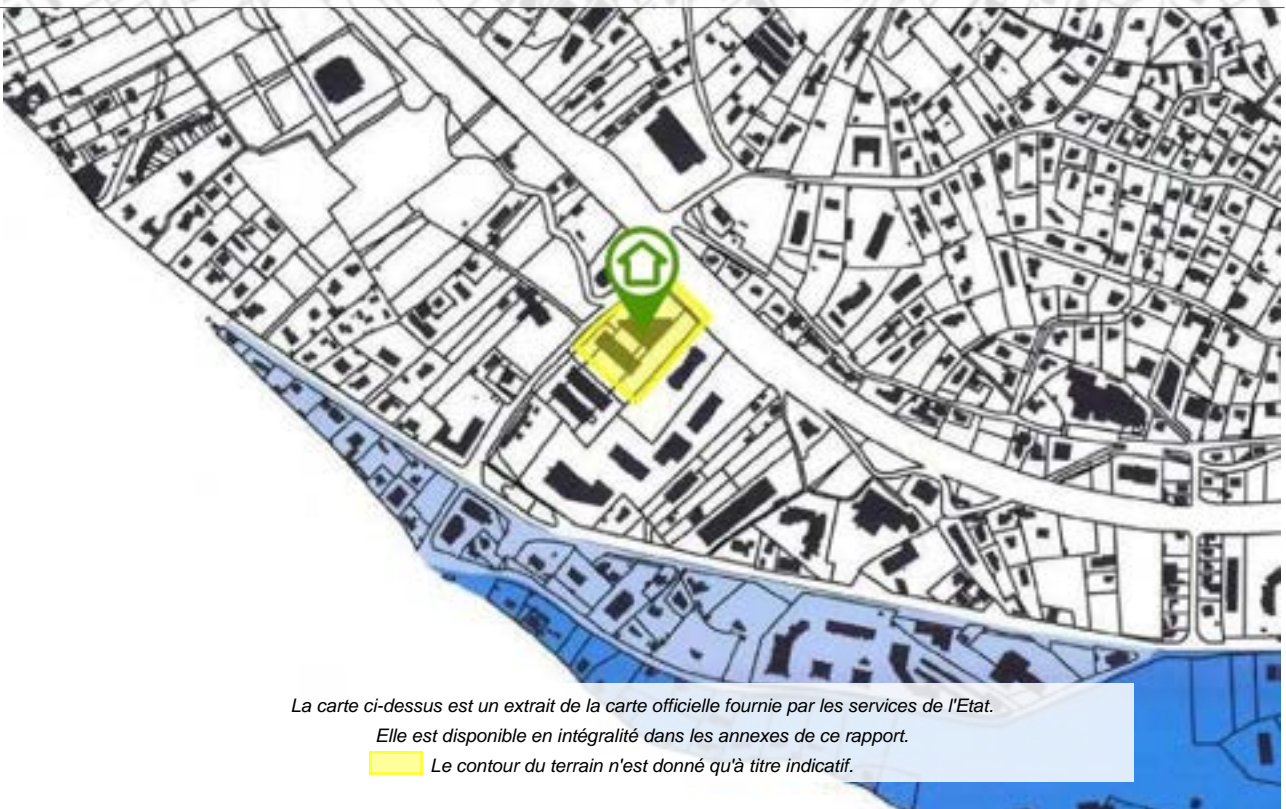 La carte ci-dessus est un extrait de la carte officielle fournie par les services de l'Etat.
Elle est disponible en intégralité dans les annexes de ce rapport.
Le contour du terrain n'est donné qu'à titre indicatif.